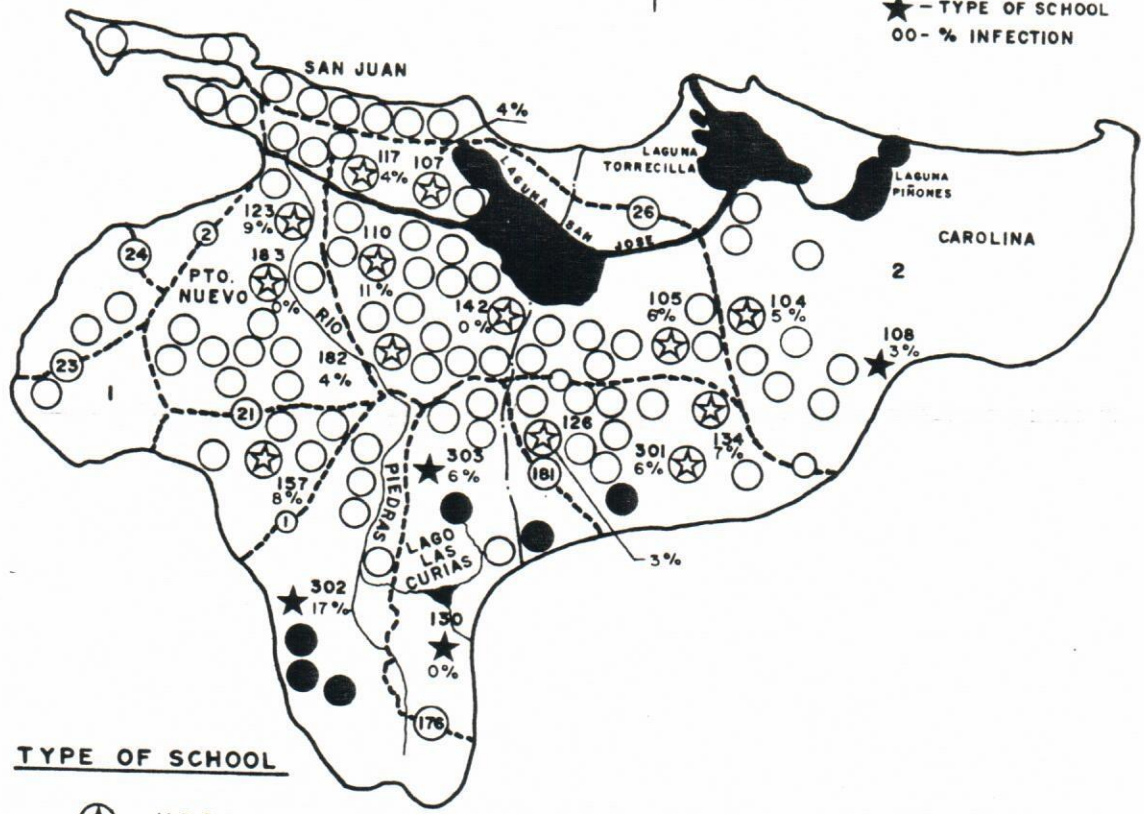 ★ – TYPE OF SCHOOL
00- % INFECTION
SAN JUAN
4%
LAGUNA
TORRECILLA
LAGUNA
PIÑONES
117
4%
107
LAGUNA SAN JOSE
26
CAROLINA
123
9%
2
24
110
11%
183
0%
PTO.
NUEVO
RIO
142
0%
105
6%
104
5%
2
108
3%
182
4%
23
1
21
126
134
7%
303
6%
301
6%
181
157
8%
PIEDRAS
1
LAGO
LAS
CURIAS
3%
302
17%
130
0%
176
TYPE OF SCHOOL